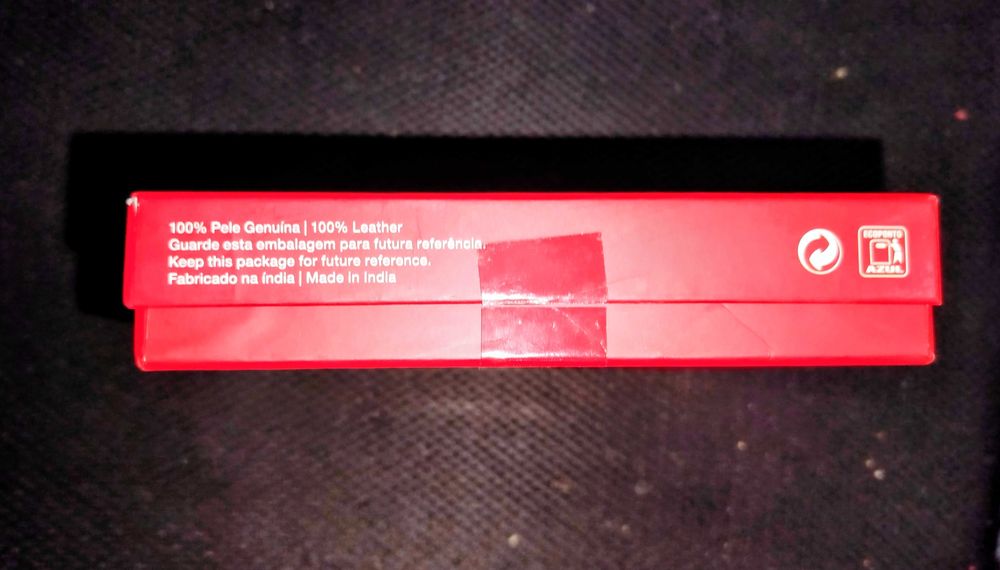 100% Pele Genuína | 100% Leather
Guarde esta embalagem para futura referência.
Keep this package for future reference.
Fabricado na índia | Made in India
ECOPONTO
AZUL